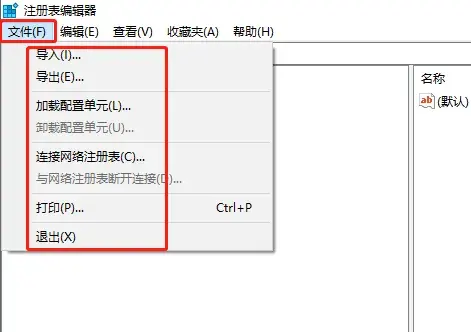 注册表编辑器
文件(F) 编辑(E) 查看(V) 收藏夹(A) 帮助(H)
导入(I)...
导出(E)...
名称
ab (默认)
加载配置单元(L)...
卸载配置单元(U)...
连接网络注册表(C)...
与网络注册表断开连接(D)...
打印(P)... Ctrl+P
退出(X)